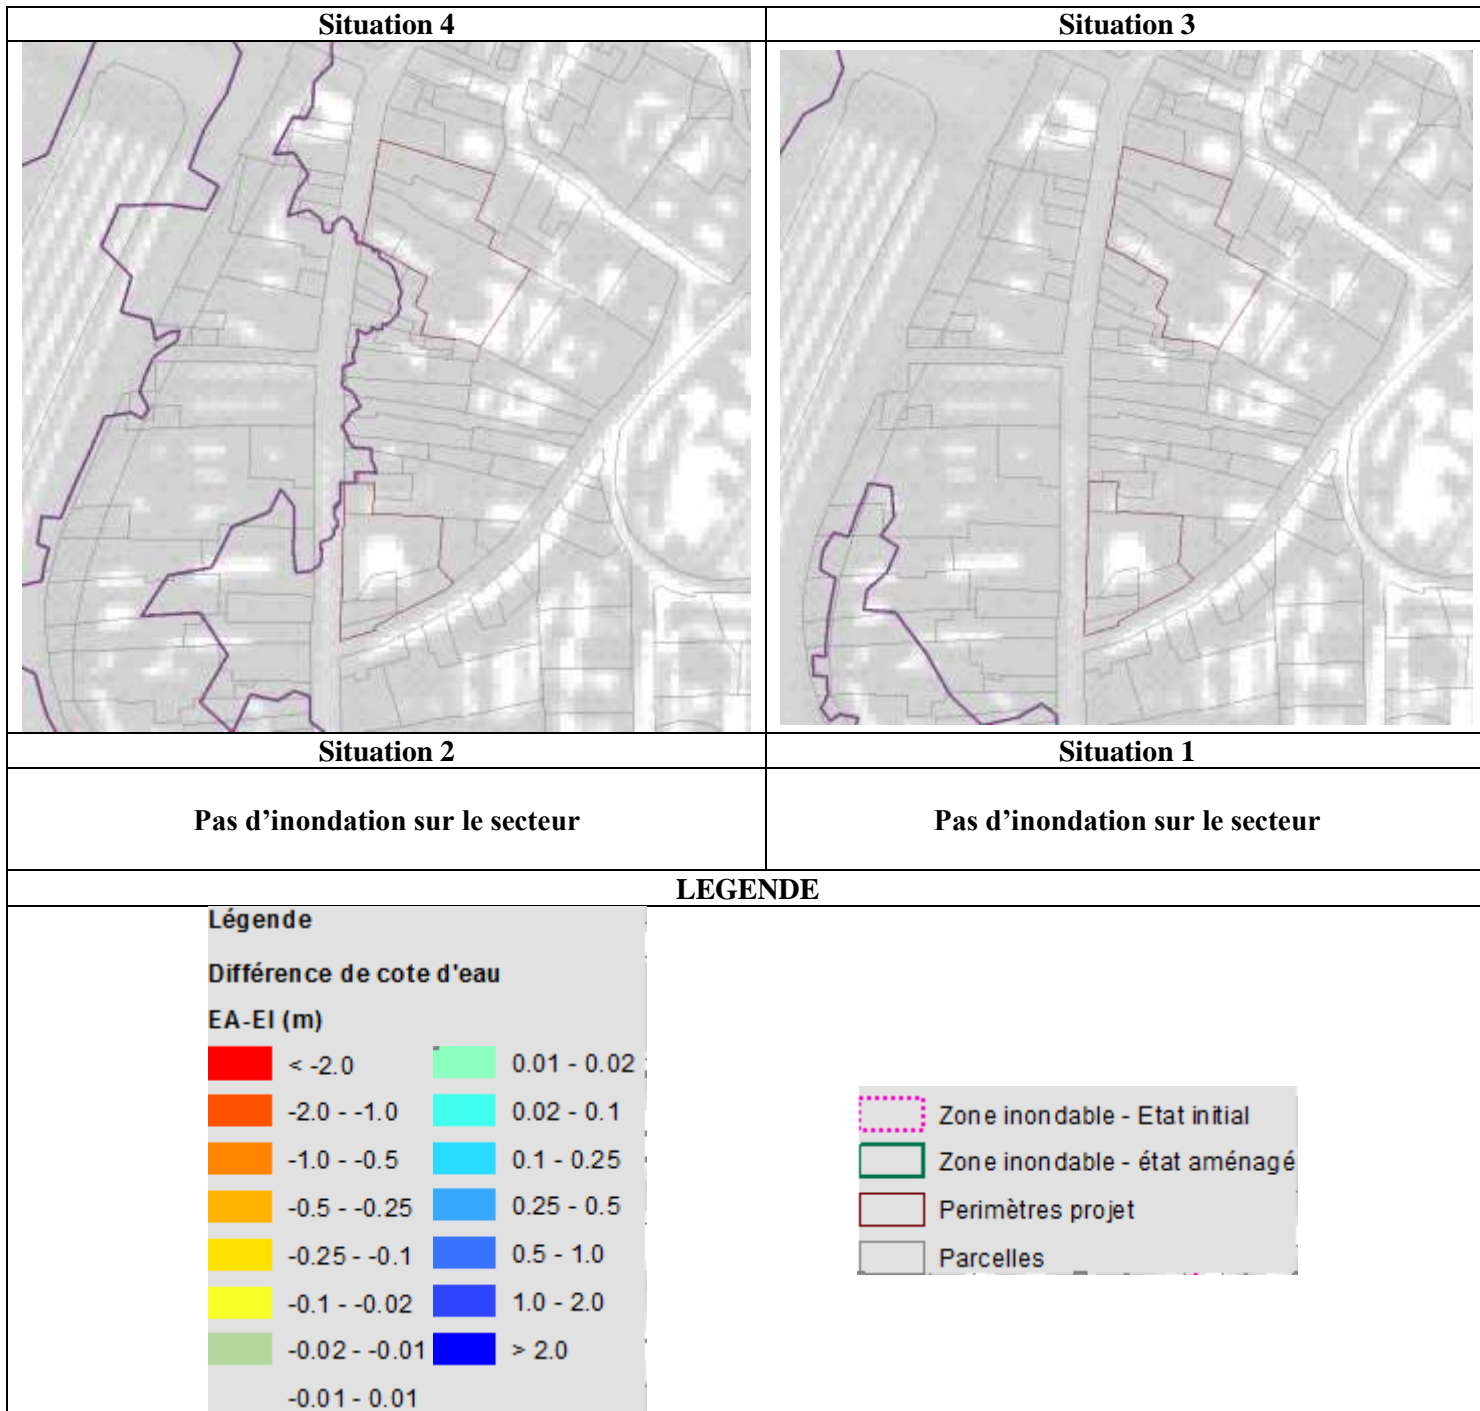 Situation 4
Situation 3
Situation 2
Situation 1
Pas d'inondation sur le secteur
Pas d'inondation sur le secteur
LEGENDE
Légende
Différence de cote d'eau
EA-EI (m)
< -2.0
-2.0 - -1.0
-1.0 - -0.5
-0.5 - -0.25
-0.25 - -0.1
-0.1 - -0.02
-0.02 - -0.01
-0.01 - 0.01
0.01 - 0.02
0.02 - 0.1
0.1 - 0.25
0.25 - 0.5
0.5 - 1.0
1.0 - 2.0
> 2.0
Zone inondable - Etat initial
Zone inondable - état aménagé
Perimètres projet
Parcelles